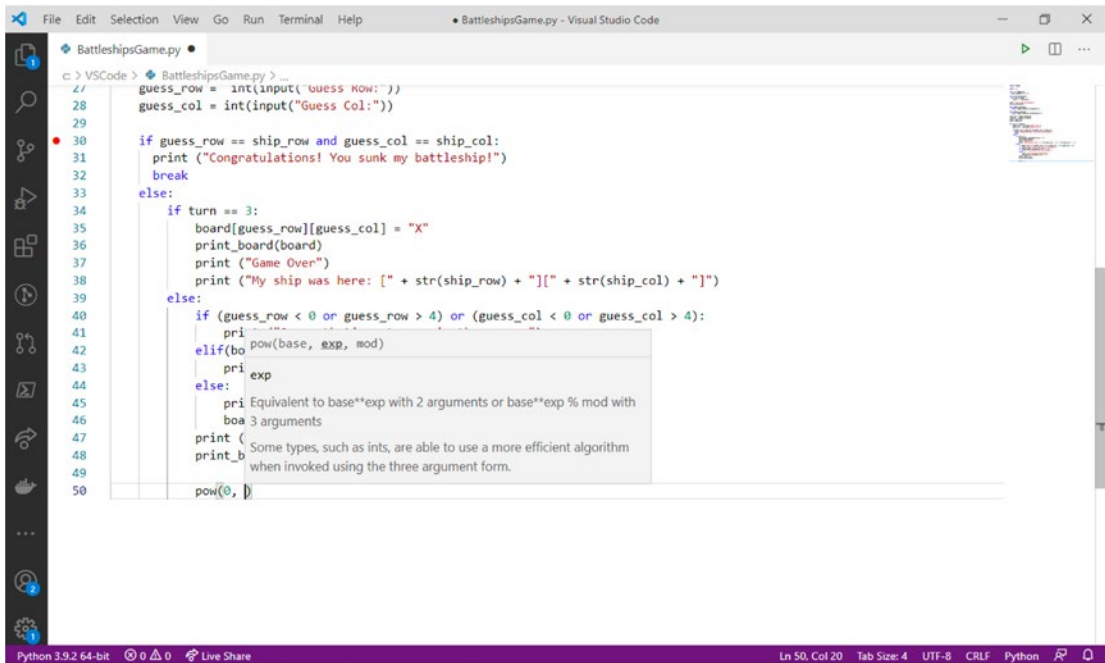 File Edit Selection View Go Run Terminal Help ● BattleshipsGame.py - Visual Studio Code
BattleshipsGame.py ●
c: > VSCode > BattleshipsGame.py > ...
27 guess_row = int(input("Guess Row:"))
28 guess_col = int(input("Guess Col:"))
29
30 if guess_row == ship_row and guess_col == ship_col:
31 print ("Congratulations! You sunk my battleship!")
32 break
33 else:
34 if turn == 3:
35 board[guess_row][guess_col] = "X"
36 print_board(board)
37 print ("Game Over")
38 print ("My ship was here: [" + str(ship_row) + "][" + str(ship_col) + "]")
39 else:
40 if (guess_row < 0 or guess_row > 4) or (guess_col < 0 or guess_col > 4):
41 pri
42 elif(bo
43 pri
44 else:
45 pri
46 boa
47 print (
48 print_b
49
50 pow(0, )
pow(base, exp, mod)
exp
Equivalent to base**exp with 2 arguments or base**exp % mod with
3 arguments
Some types, such as ints, are able to use a more efficient algorithm
when invoked using the three argument form.
1
2
1
Python 3.9.2 64-bit 0 0 Live Share Ln 50, Col 20 Tab Size: 4 UTF-8 CRLF Python